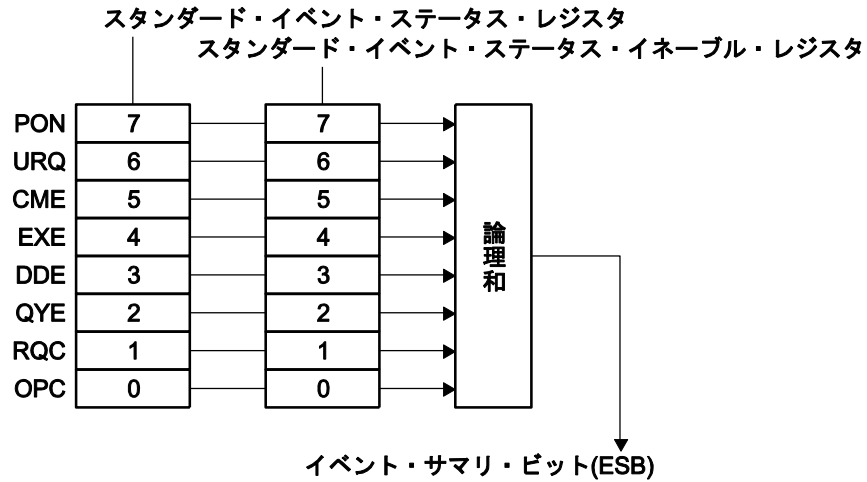 スタンダード・イベント・ステータス・レジスタ
スタンダード・イベント・ステータス・イネーブル・レジスタ
PON 7 7
URQ 6 6
CME 5 5
EXE 4 4
DDE 3 3
QYE 2 2
RQC 1 1
OPC 0 0
論理和
イベント・サマリ・ビット(ESB)